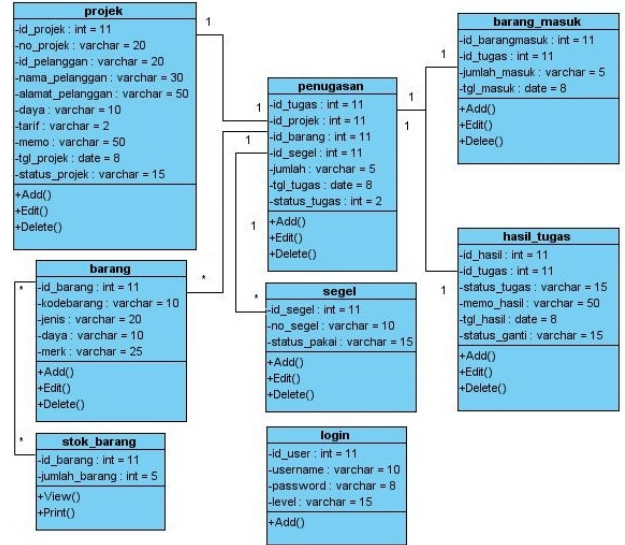 projek
-id_projek : int = 11
-no_projek : varchar = 20
-id_pelanggan : varchar = 20
-nama_pelanggan : varchar = 30
-alamat_pelanggan : varchar = 50
-daya : varchar = 10
-tarif : varchar = 2
-memo : varchar = 50
-tgl_projek : date = 8
-status_projek : varchar = 15
+Add()
+Edit()
+Delete()
1
1
penugasan
-id_tugas : int = 11
-id_projek : int = 11
-id_barang : int = 11
-id_segel : int = 11
-jumlah : varchar = 5
-tgl_tugas : date = 8
-status_tugas : int = 2
+Add()
+Edit()
+Delete()
1
1
1
1
1
1
barang_masuk
-id_barangmasuk : int = 11
-id_tugas : int = 11
-jumlah_masuk : varchar = 5
-tgl_masuk : date = 8
+Add()
+Edit()
+Delee()
hasil_tugas
-id_hasil : int = 11
-id_tugas : int = 11
-status_tugas : varchar = 15
-memo_hasil : varchar = 50
-tgl_hasil : date = 8
-status_ganti : varchar = 15
+Add()
+Edit()
+Delete()
barang
-id_barang : int = 11
-kodebarang : varchar = 10
-jenis : varchar = 20
-daya : varchar = 10
-merk : varchar = 25
+Add()
+Edit()
+Delete()
*
*
*
*
segel
-id_segel : int = 11
-no_segel : varchar = 10
-status_pakai : varchar = 15
+Add()
+Edit()
+Delete()
stok_barang
-id_barang : int = 11
-jumlah_barang : int = 5
+View()
+Print()
login
-id_user : int = 11
-username : varchar = 10
-password : varchar = 8
-level : varchar = 15
+Add()